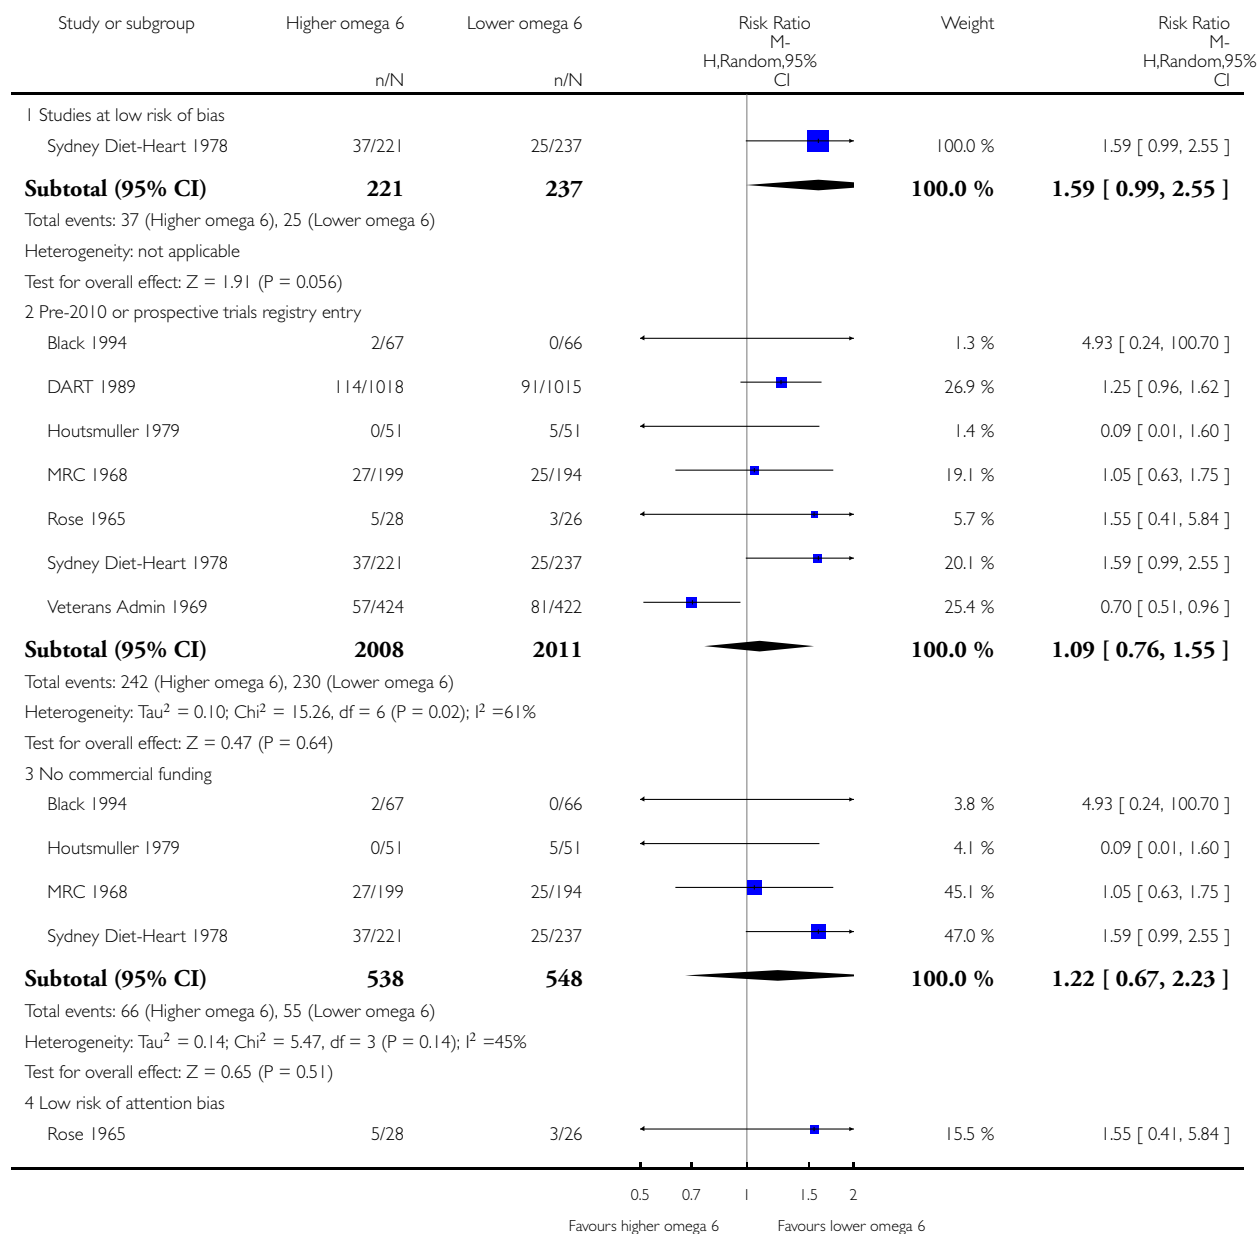 Study or subgroup Higher omega 6 Lower omega 6 Risk Ratio Weight Risk Ratio
M- M-
H,Random,95% H,Random,95%
n/N n/N CI CI
1 Studies at low risk of bias
Sydney Diet-Heart 1978 37/221 25/237 100.0 % 1.59 [ 0.99, 2.55 ]
Subtotal (95% CI) 221 237 100.0 % 1.59 [ 0.99, 2.55 ]
Total events: 37 (Higher omega 6), 25 (Lower omega 6)
Heterogeneity: not applicable
Test for overall effect: Z = 1.91 (P = 0.056)
2 Pre-2010 or prospective trials registry entry
Black 1994 2/67 0/66 1.3 % 4.93 [ 0.24, 100.70 ]
DART 1989 114/1018 91/1015 26.9 % 1.25 [ 0.96, 1.62 ]
Houtsmuller 1979 0/51 5/51 1.4 % 0.09 [ 0.01, 1.60 ]
MRC 1968 27/199 25/194 19.1 % 1.05 [ 0.63, 1.75 ]
Rose 1965 5/28 3/26 5.7 % 1.55 [ 0.41, 5.84 ]
Sydney Diet-Heart 1978 37/221 25/237 20.1 % 1.59 [ 0.99, 2.55 ]
Veterans Admin 1969 57/424 81/422 25.4 % 0.70 [ 0.51, 0.96 ]
Subtotal (95% CI) 2008 2011 100.0 % 1.09 [ 0.76, 1.55 ]
Total events: 242 (Higher omega 6), 230 (Lower omega 6)
Heterogeneity: Tau² = 0.10; Chi² = 15.26, df = 6 (P = 0.02); I² =61%
Test for overall effect: Z = 0.47 (P = 0.64)
3 No commercial funding
Black 1994 2/67 0/66 3.8 % 4.93 [ 0.24, 100.70 ]
Houtsmuller 1979 0/51 5/51 4.1 % 0.09 [ 0.01, 1.60 ]
MRC 1968 27/199 25/194 45.1 % 1.05 [ 0.63, 1.75 ]
Sydney Diet-Heart 1978 37/221 25/237 47.0 % 1.59 [ 0.99, 2.55 ]
Subtotal (95% CI) 538 548 100.0 % 1.22 [ 0.67, 2.23 ]
Total events: 66 (Higher omega 6), 55 (Lower omega 6)
Heterogeneity: Tau² = 0.14; Chi² = 5.47, df = 3 (P = 0.14); I² =45%
Test for overall effect: Z = 0.65 (P = 0.51)
4 Low risk of attention bias
Rose 1965 5/28 3/26 15.5 % 1.55 [ 0.41, 5.84 ]
0.5 0.7 1 1.5 2
Favours higher omega 6 Favours lower omega 6